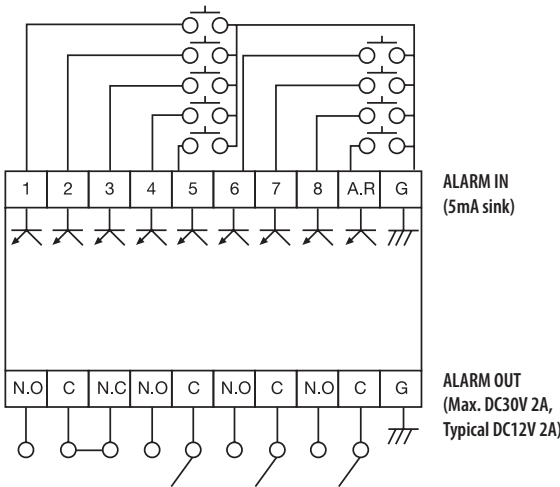 1 2 3 4 5 6 7 8 A.R G
ALARM IN
(5mA sink)
N.O C N.C N.O C N.O C N.O C G
ALARM OUT
(Max. DC30V 2A,
Typical DC12V 2A)